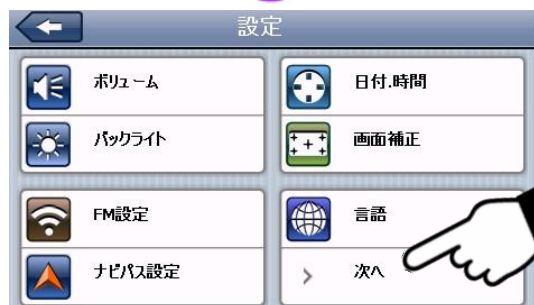 設定
ボリューム
日付.時間
バックライト
画面補正
FM設定
言語
ナビパス設定
次へ